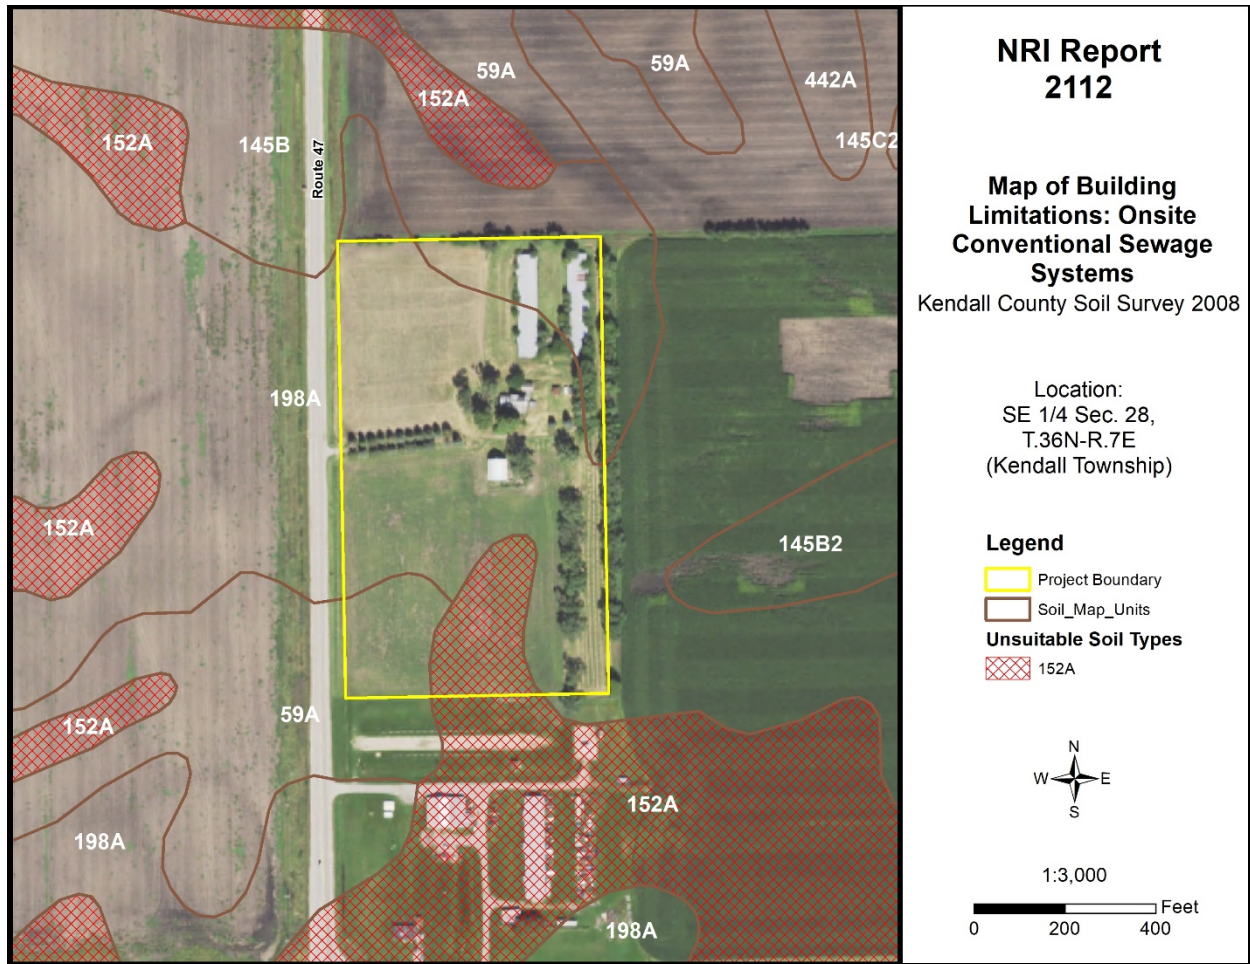 59A
59A
442A
152A
152A
145B
145C2
Route 47
198A
152A
145B2
152A
59A
152A
198A
198A
NRI Report
2112
Map of Building
Limitations: Onsite
Conventional Sewage
Systems
Kendall County Soil Survey 2008
Location:
SE 1/4 Sec. 28,
T.36N-R.7E
(Kendall Township)
Legend
Project Boundary
Soil_Map_Units
Unsuitable Soil Types
152A
N
W E
S
1:3,000
Feet
0 200 400